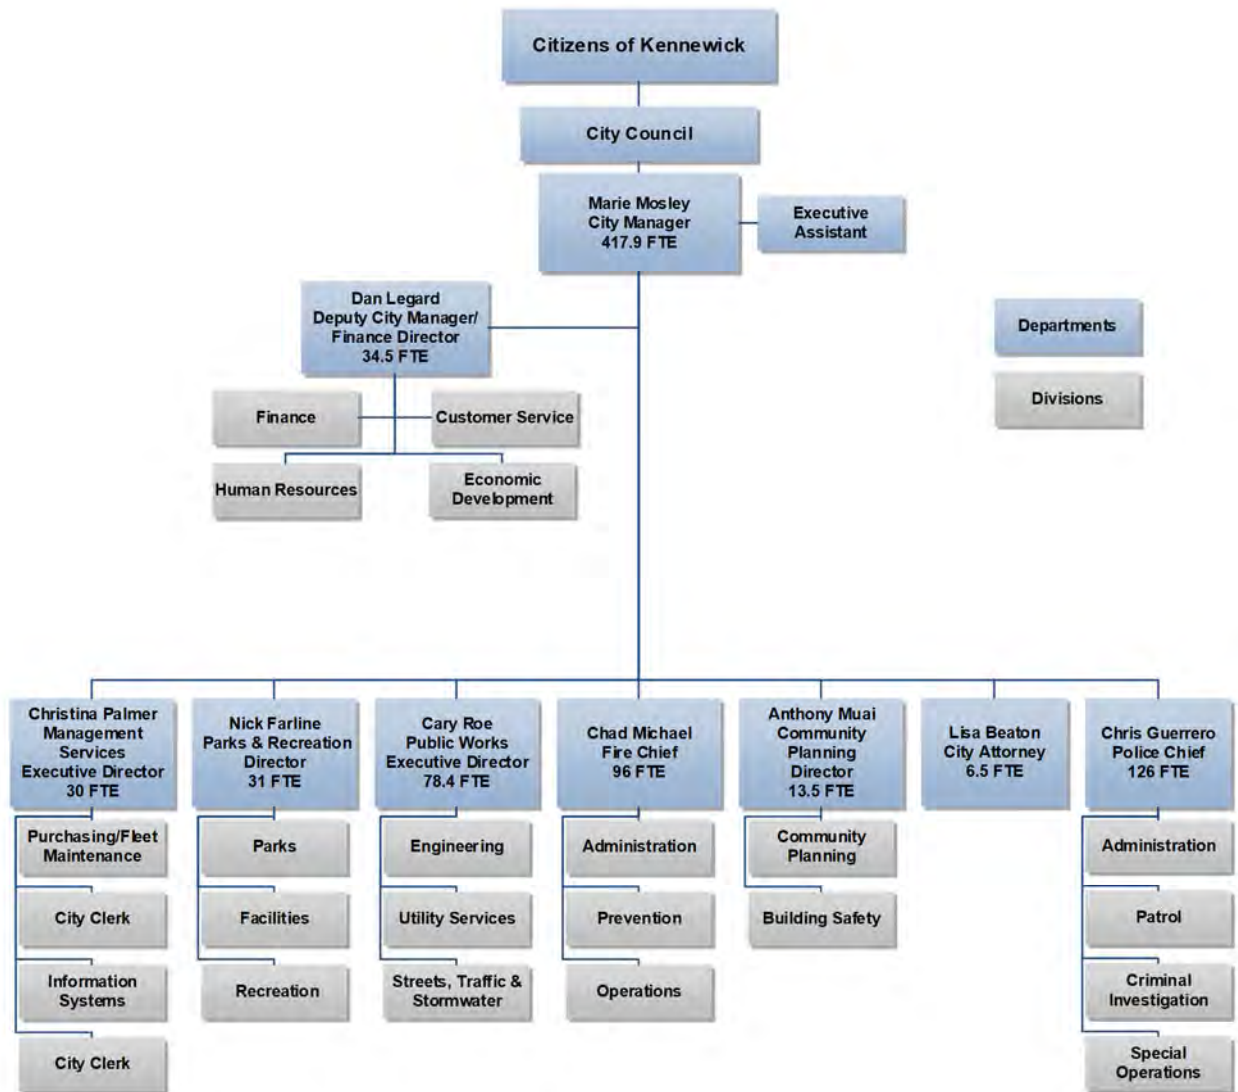 Citizens of Kennewick
City Council
Marie Mosley
City Manager
417.9 FTE
Executive
Assistant
Dan Legard
Deputy City Manager/
Finance Director
34.5 FTE
Departments
Divisions
Finance
Customer Service
Human Resources
Economic
Development
Christina Palmer
Management
Services
Executive Director
30 FTE
Purchasing/Fleet
Maintenance
City Clerk
Information
Systems
City Clerk
Nick Farline
Parks & Recreation
Director
31 FTE
Parks
Facilities
Recreation
Cary Roe
Public Works
Executive Director
78.4 FTE
Engineering
Utility Services
Streets, Traffic &
Stormwater
Chad Michael
Fire Chief
96 FTE
Administration
Prevention
Operations
Anthony Muai
Community
Planning
Director
13.5 FTE
Community
Planning
Building Safety
Lisa Beaton
City Attorney
6.5 FTE
Chris Guerrero
Police Chief
126 FTE
Administration
Patrol
Criminal
Investigation
Special
Operations